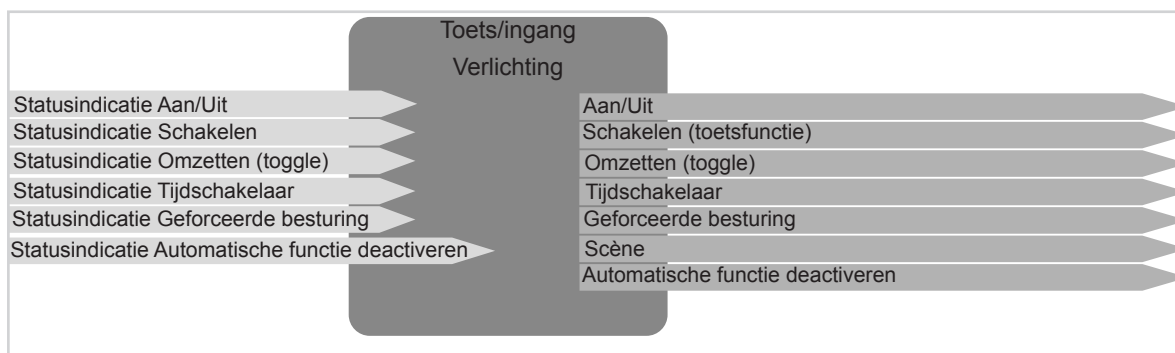 Toets/ingang
Verlichting
Statusindicatie Aan/Uit
Statusindicatie Schakelen
Statusindicatie Omzetten (toggle)
Statusindicatie Tijdschakelaar
Statusindicatie Geforceerde besturing
Statusindicatie Automatische functie deactiveren
Aan/Uit
Schakelen (toetsfunctie)
Omzetten (toggle)
Tijdschakelaar
Geforceerde besturing
Scène
Automatische functie deactiveren